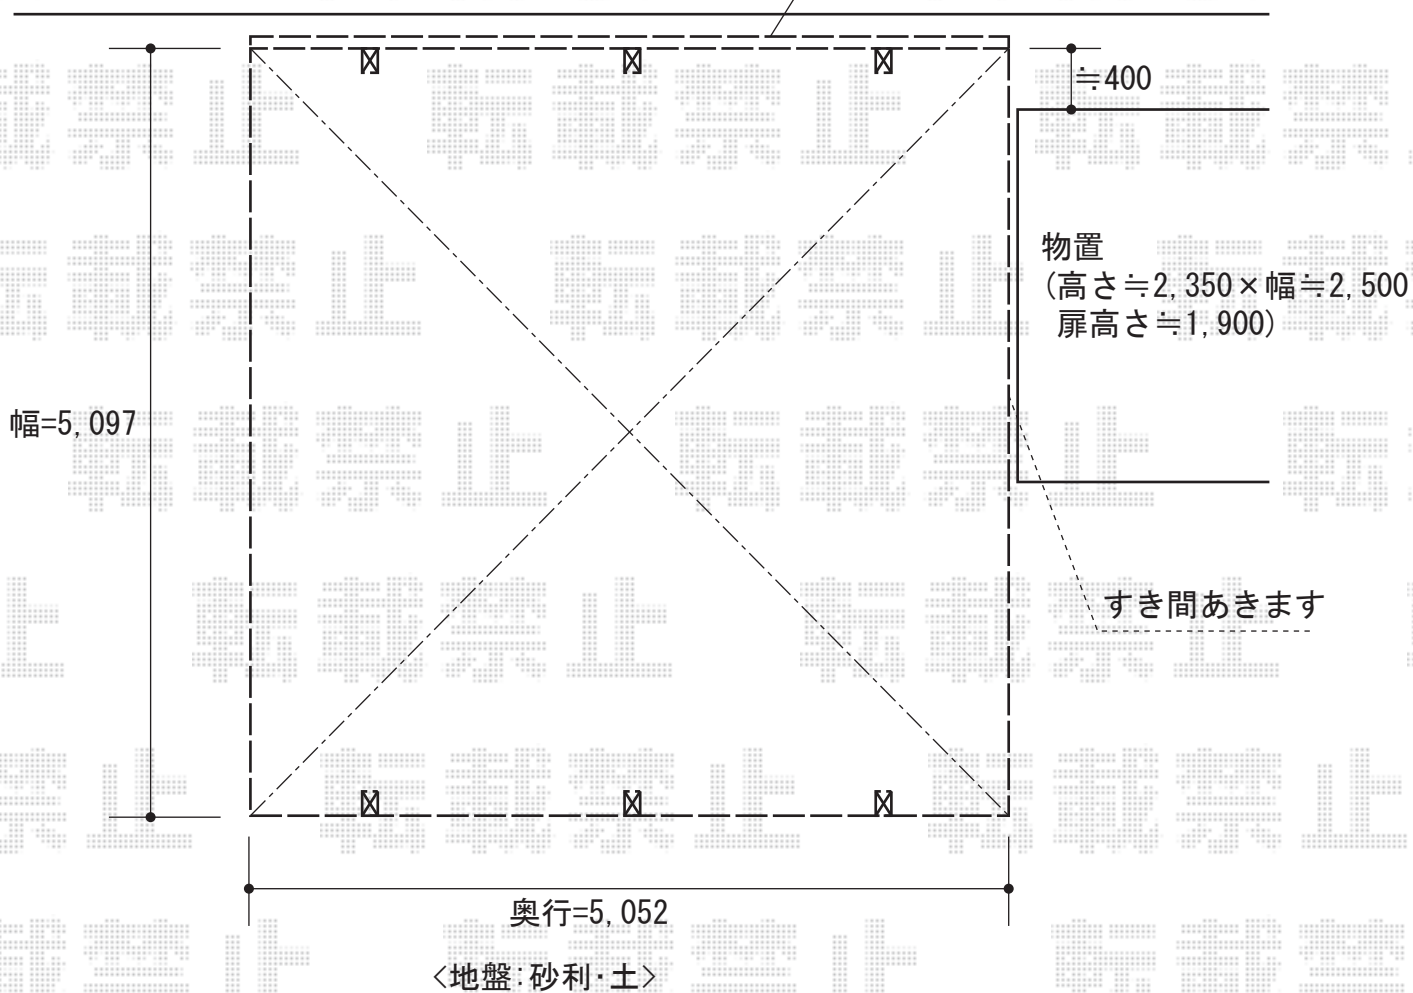 ≒400
物置
(高さ≒2,350×幅≒2,500
扉高さ≒1,900)
幅=5,097
すき間あきます
奥行=5,052
<地盤:砂利・土>
転載禁止